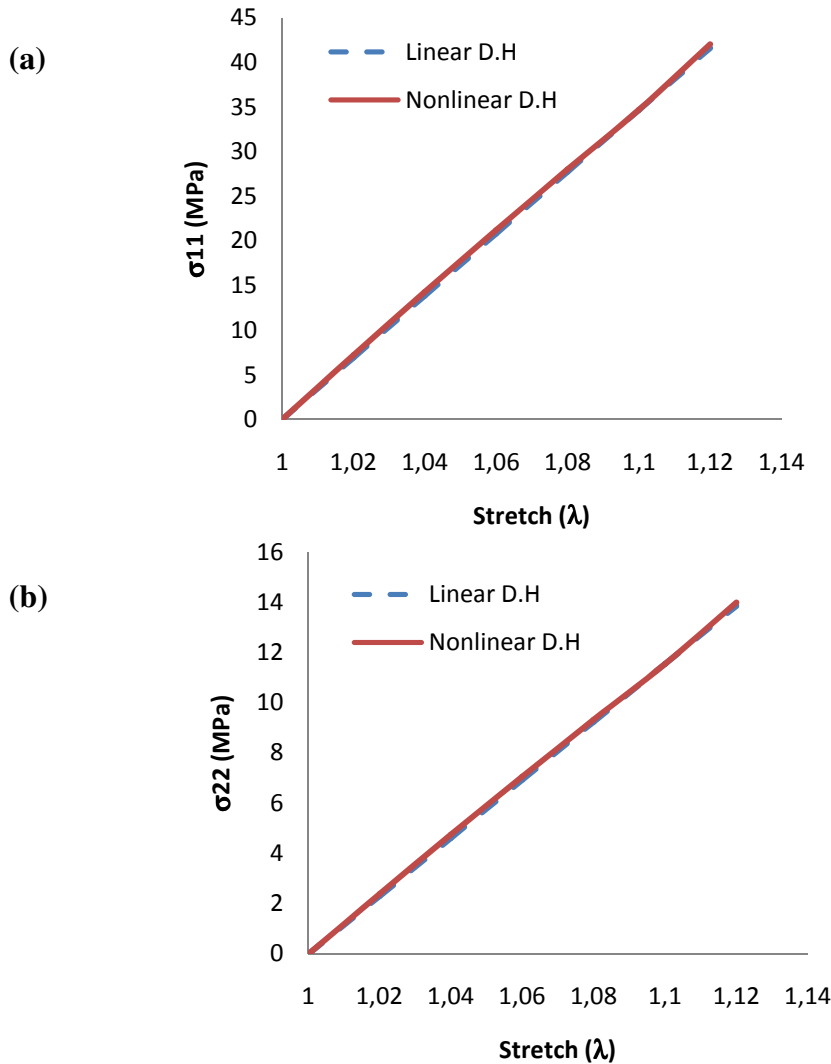 (a)
Linear D.H
Nonlinear D.H
σ11 (MPa)
45
40
35
30
25
20
15
10
5
0
1 1,02 1,04 1,06 1,08 1,1 1,12 1,14
Stretch (λ)
(b)
Linear D.H
Nonlinear D.H
σ22 (MPa)
16
14
12
10
8
6
4
2
0
1 1,02 1,04 1,06 1,08 1,1 1,12 1,14
Stretch (λ)